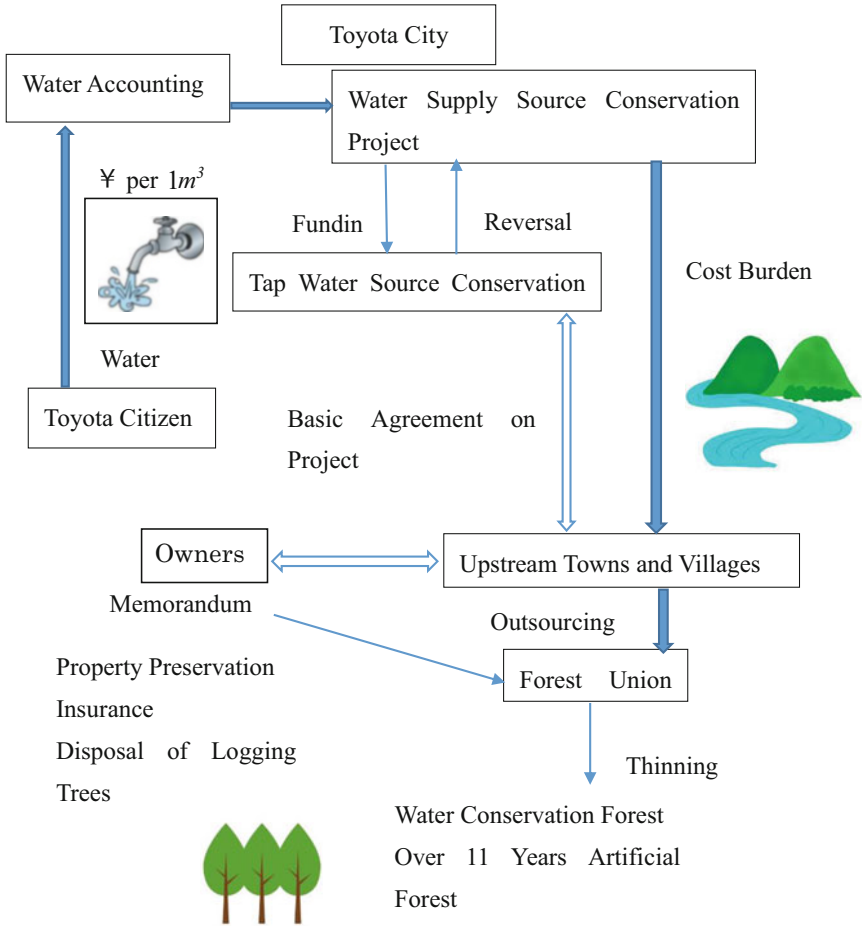 Toyota City
Water Accounting
Water Supply Source Conservation
Project
¥ per 1m³
Fundin
Reversal
Tap Water Source Conservation
Cost Burden
Water
Toyota Citizen
Basic Agreement on
Project
Owners
Upstream Towns and Villages
Memorandum
Outsourcing
Property Preservation
Insurance
Disposal of Logging
Trees
Forest Union
Thinning
Water Conservation Forest
Over 11 Years Artificial
Forest